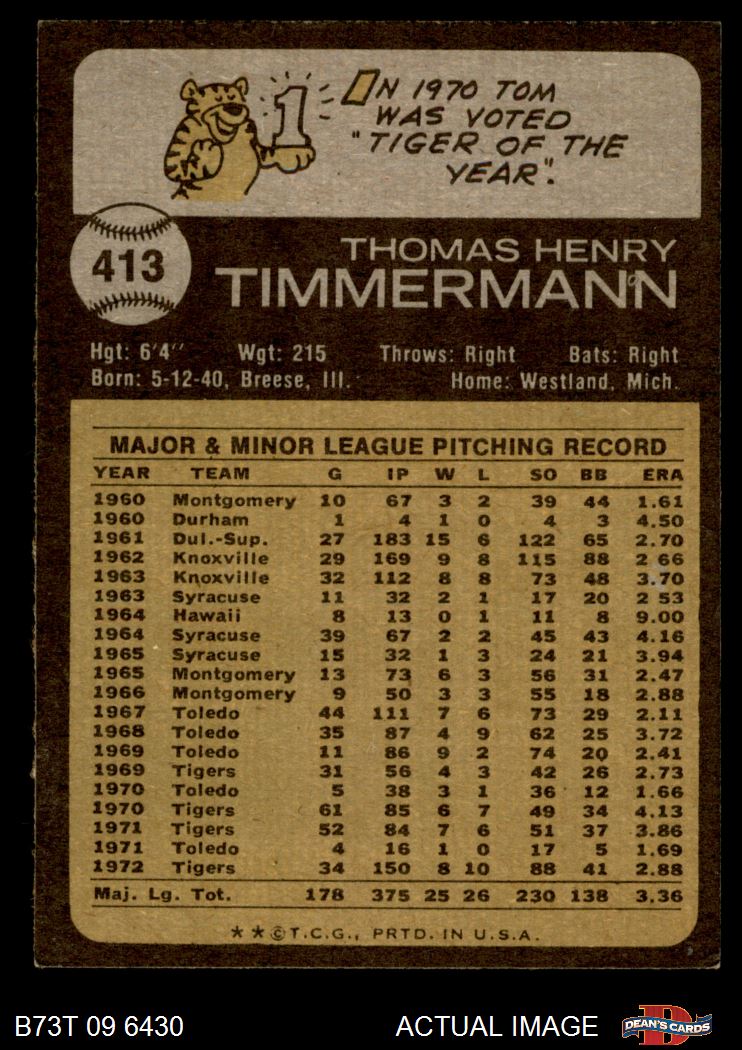 1
IN 1970 TOM
WAS VOTED
"TIGER OF THE
YEAR".
413
THOMAS HENRY
TIMMERMANN
Hgt: 6'4" Wgt: 215 Throws: Right Bats: Right
Born: 5-12-40, Breese, Ill. Home: Westland, Mich.
MAJOR & MINOR LEAGUE PITCHING RECORD
YEAR TEAM G IP W L SO BB ERA
1960 Montgomery 10 67 3 2 39 44 1.61
1960 Durham 1 4 1 0 4 3 4.50
1961 Dul.-Sup. 27 183 15 6 122 65 2.70
1962 Knoxville 29 169 9 8 115 88 2 66
1963 Knoxville 32 112 8 8 73 48 3.70
1963 Syracuse 11 32 2 1 17 20 2 53
1964 Hawaii 8 13 0 1 11 8 9.00
1964 Syracuse 39 67 2 2 45 43 4.16
1965 Syracuse 15 32 1 3 24 21 3.94
1965 Montgomery 13 73 6 3 56 31 2.47
1966 Montgomery 9 50 3 3 55 18 2.88
1967 Toledo 44 111 7 6 73 29 2.11
1968 Toledo 35 87 4 9 62 25 3.72
1969 Toledo 11 86 9 2 74 20 2.41
1969 Tigers 31 56 4 3 42 26 2.73
1970 Toledo 5 38 3 1 36 12 1.66
1970 Tigers 61 85 6 7 49 34 4.13
1971 Tigers 52 84 7 6 51 37 3.86
1971 Toledo 4 16 1 0 17 5 1.69
1972 Tigers 34 150 8 10 88 41 2.88
Maj. Lg. Tot. 178 375 25 26 230 138 3.36
* * © T.C.G., PRTD. IN U.S.A.
B73T 09 6430 ACTUAL IMAGE
D
DEAN'S CARDS